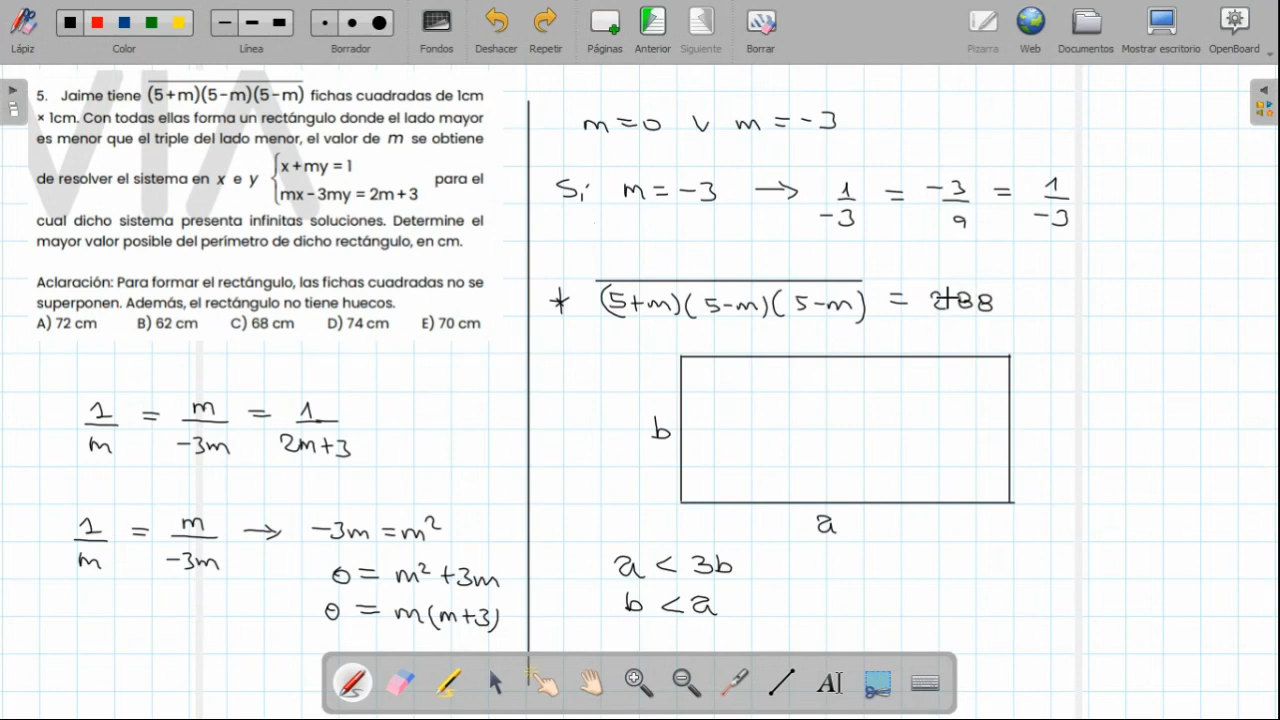 Lápiz Color Línea Borrador Fondos Deshacer Repetir Páginas Anterior Siguiente Borrar Pizarra Web Documentos Mostrar escritorio OpenBoard
5. Jaime tiene (5+m)(5-m)(5-m) fichas cuadradas de 1cm
× 1cm. Con todas ellas forma un rectángulo donde el lado mayor
es menor que el triple del lado menor, el valor de m se obtiene
de resolver el sistema en x e y { x + my = 1
mx - 3my = 2m + 3 para el
cual dicho sistema presenta infinitas soluciones. Determine el
mayor valor posible del perímetro de dicho rectángulo, en cm.
Aclaración: Para formar el rectángulo, las fichas cuadradas no se
superponen. Además, el rectángulo no tiene huecos.
A) 72 cm B) 62 cm C) 68 cm D) 74 cm E) 70 cm
1/m = m/-3m = 1/2m+3
1/m = m/-3m → -3m = m²
0 = m² + 3m
0 = m(m+3)
m = 0 v m = -3
Si m = -3 → 1/-3 = -3/9 = 1/-3
* (5+m)(5-m)(5-m) = 288
b
a
a < 3b
b < a
AI